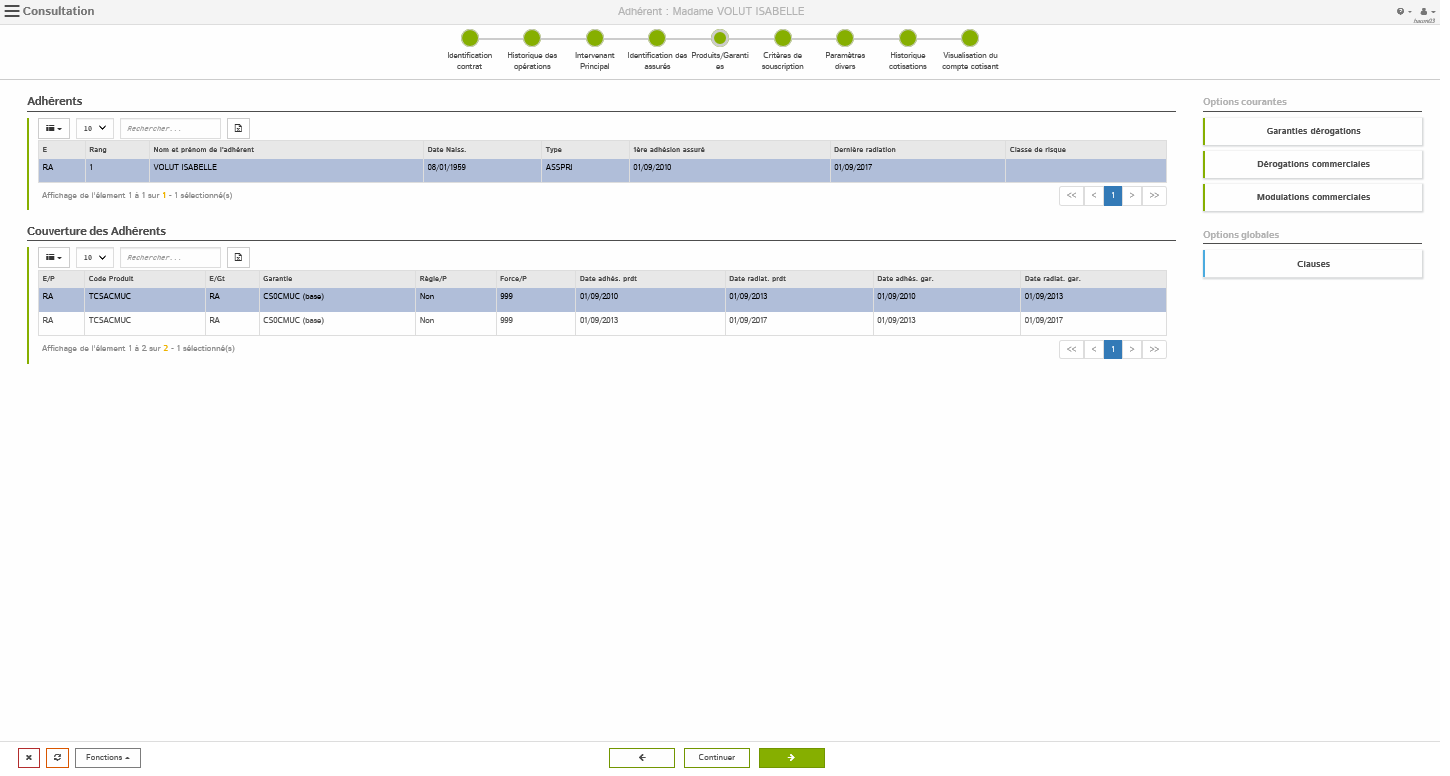 Consultation
Adhérent : Madame VOLUT ISABELLE
Identification contrat
Historique des opérations
Intervenant Principal
Identification des assurés
Produits/Garanti
es
Critères de souscription
Paramètres divers
Historique cotisations
Visualisation du compte cotisant
Adhérents
10
Rechercher...
E Rang Nom et prénom de l'adhérent Date Naiss. Type 1ère adhésion assuré Dernière radiation Classe de risque
RA 1 VOLUT ISABELLE 08/01/1959 ASSPRI 01/09/2010 01/09/2017
Affichage de l'élement 1 à 1 sur 1 - 1 sélectionné(s)
<< < 1 > >>
Couverture des Adhérents
10
Rechercher...
E/P Code Produit E/Gt Garantie Règle/P Force/P Date adhés. prdt Date radiat. prdt Date adhés. gar. Date radiat. gar.
RA TCSACMUC RA CS0CMUC (base) Non 999 01/09/2010 01/09/2013 01/09/2010 01/09/2013
RA TCSACMUC RA CS0CMUC (base) Non 999 01/09/2013 01/09/2017 01/09/2013 01/09/2017
Affichage de l'élement 1 à 2 sur 2 - 1 sélectionné(s)
<< < 1 > >>
Options courantes
Garanties dérogations
Dérogations commerciales
Modulations commerciales
Options globales
Clauses
Fonctions
Continuer